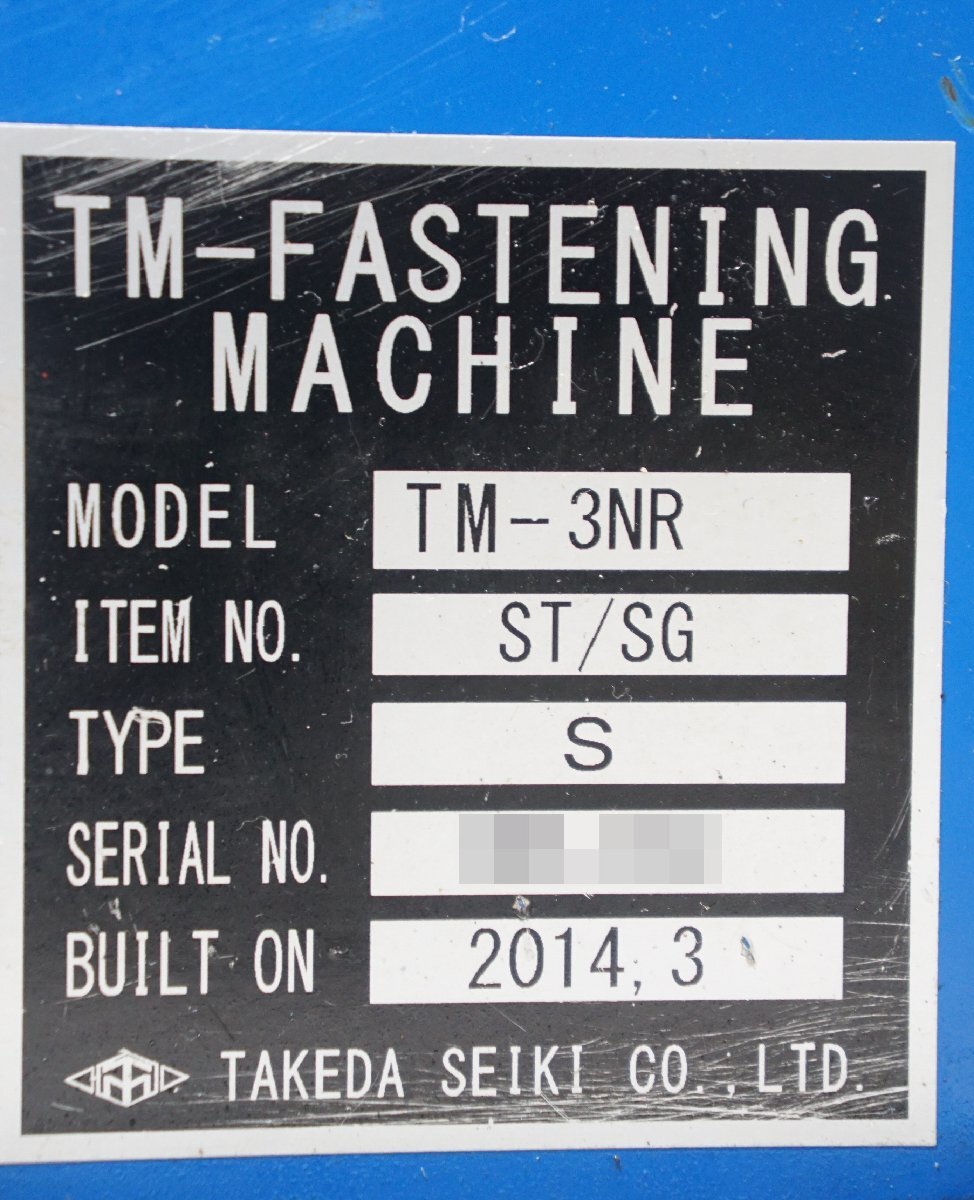 TM-FASTENING
MACHINE
MODEL TM-3NR
ITEM NO. ST/SG
TYPE S
SERIAL NO.
BUILT ON 2014,3
TAKEDA SEIKI CO.,LTD.